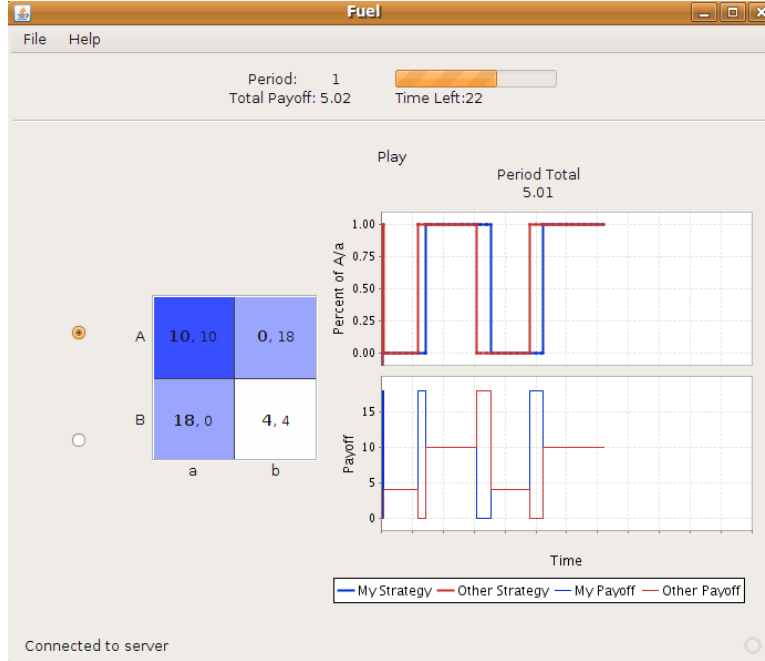 Fuel
File Help
Period: 1
Total Payoff: 5.02 Time Left:22
Play
Period Total
5.01
Percent of A/a
1.00
0.75
0.50
0.25
0.00
A 10, 10 0, 18
B 18, 0 4, 4
a b
Payoff
15
10
5
0
Time
My Strategy Other Strategy My Payoff Other Payoff
Connected to server